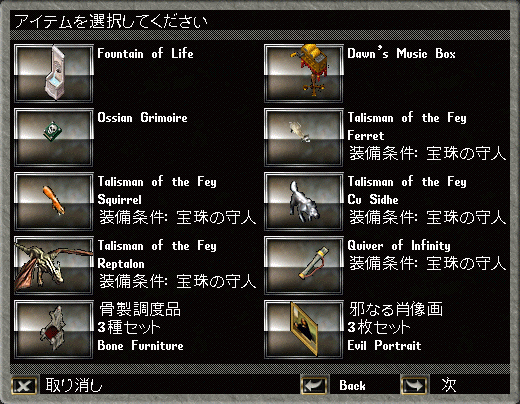 アイテムを選択してください
Fountain of Life
Dawn's Music Box
Ossian Grimoire
Talisman of the Fey
Ferret
装備条件: 宝珠の守人
Talisman of the Fey
Squirrel
装備条件: 宝珠の守人
Talisman of the Fey
Cu Sidhe
装備条件: 宝珠の守人
Talisman of the Fey
Reptalon
装備条件: 宝珠の守人
Quiver of Infinity
装備条件: 宝珠の守人
骨製調度品
3種セット
Bone Furniture
邪なる肖像画
3枚セット
Evil Portrait
取り消し
Back
次